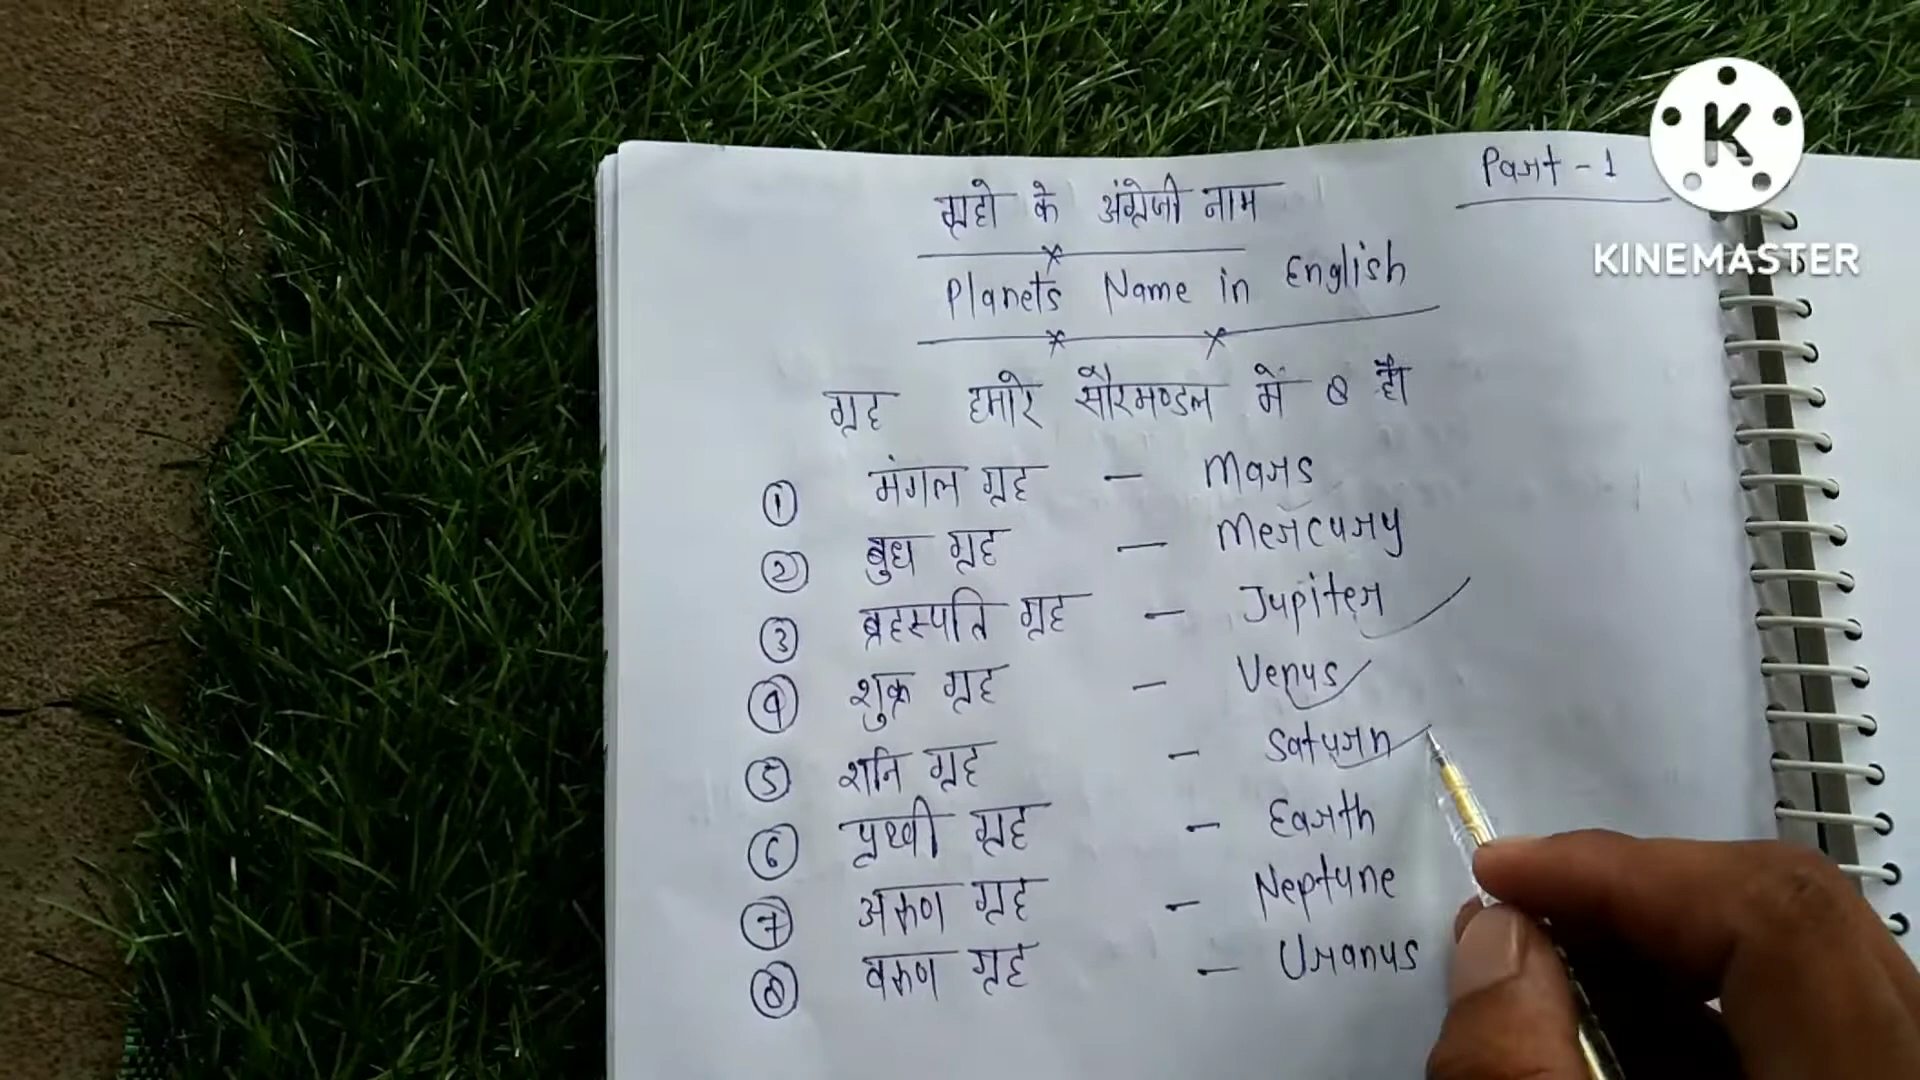 Part - 1
ग्रहो के अंग्रेजी नाम
Planets Name in English
ग्रह हमारे सौरमण्डल में 8 है।
① मंगल ग्रह - Mars
② बुध ग्रह - Mercury
③ ब्रहस्पति ग्रह - Jupiter
④ शुक्र ग्रह - Venus
⑤ शनि ग्रह - Saturn
⑥ पृथ्वी ग्रह - Earth
⑦ अरूण ग्रह - Neptune
⑧ वरूण ग्रह - Uranus
K
KINEMASTER